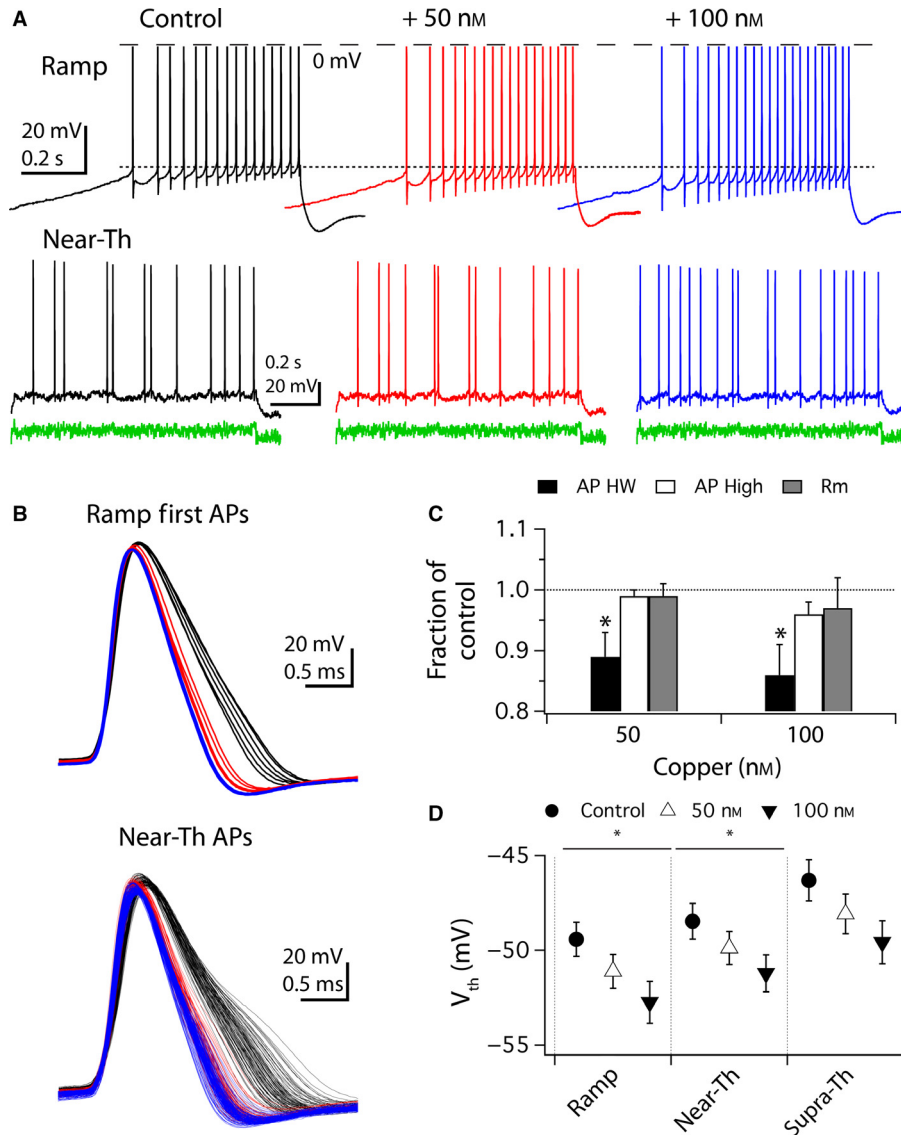 A
Control
+ 50 nM
+ 100 nM
Ramp
0 mV
20 mV
0.2 s
Near-Th
0.2 s
20 mV
B
Ramp first APs
20 mV
0.5 ms
Near-Th APs
20 mV
0.5 ms
C
AP HW
AP High
Rm
Fraction of
control
1.1
1.0
0.9
0.8
*
*
50
100
Copper (nM)
D
Control
50 nM
100 nM
*
*
Vth (mV)
−45
−50
−55
Ramp
Near-Th
Supra-Th